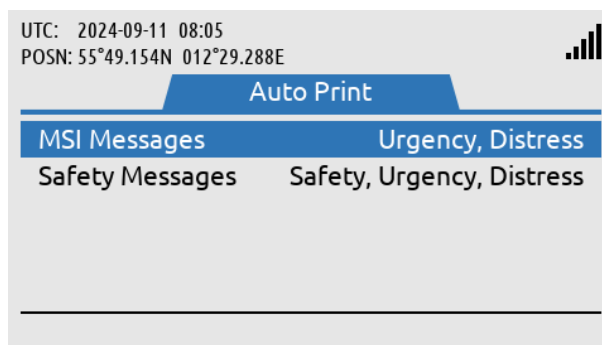 UTC: 2024-09-11 08:05
POSN: 55°49.154N 012°29.288E
Auto Print
MSI Messages Urgency, Distress
Safety Messages Safety, Urgency, Distress